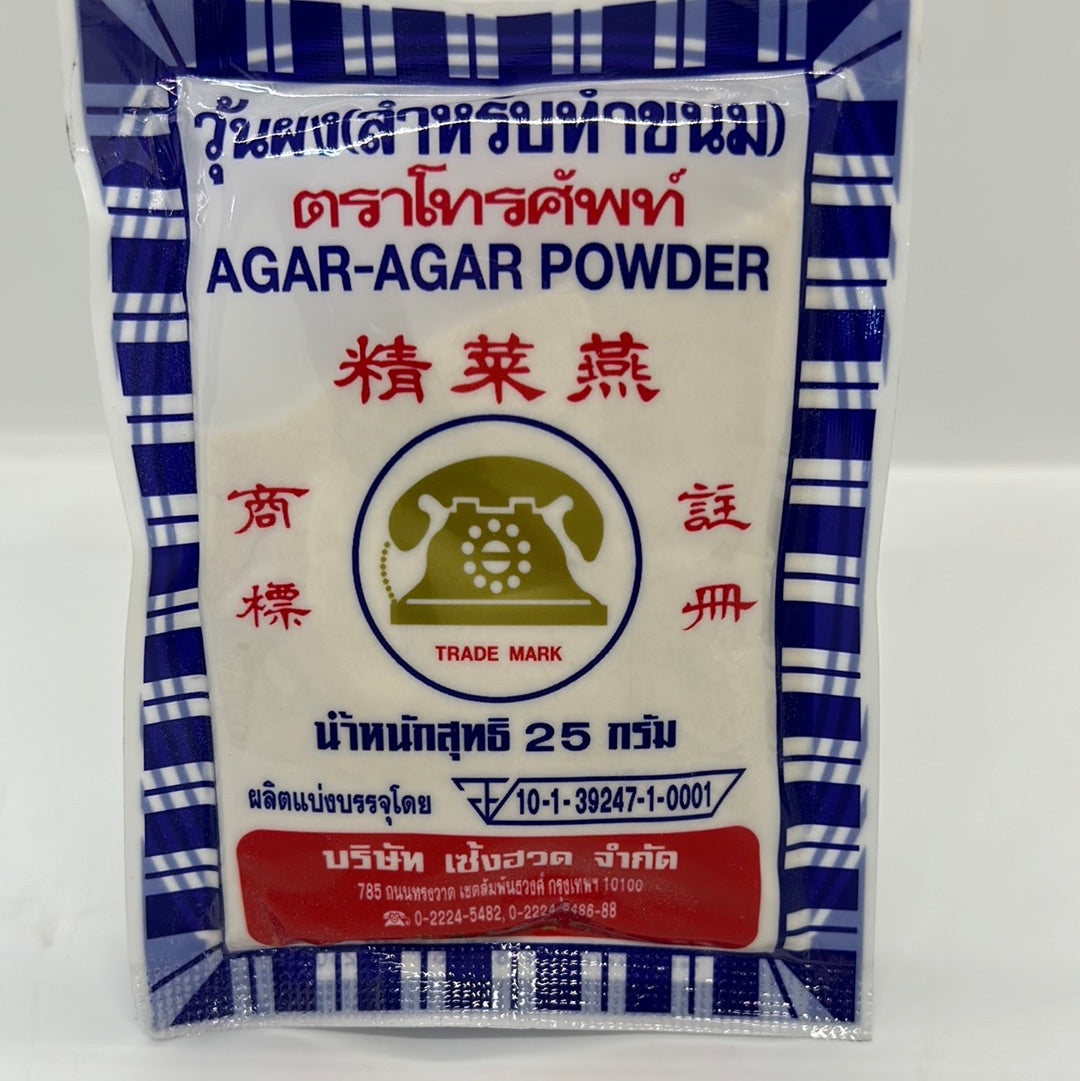 วุ้นผง(สำหรับทำขนม)
ตราโทรศัพท์
AGAR-AGAR POWDER
精菜燕
商標
註冊
TRADE MARK
น้ำหนักสุทธิ 25 กรัม
ผลิตแบ่งบรรจุโดย 10-1-39247-1-0001
บริษัท เซ้งฮวด จำกัด
785 ถนนทรงวาด เขตสัมพันธวงศ์ กรุงเทพฯ 10100
0-2224-5482, 0-2224-5486-88